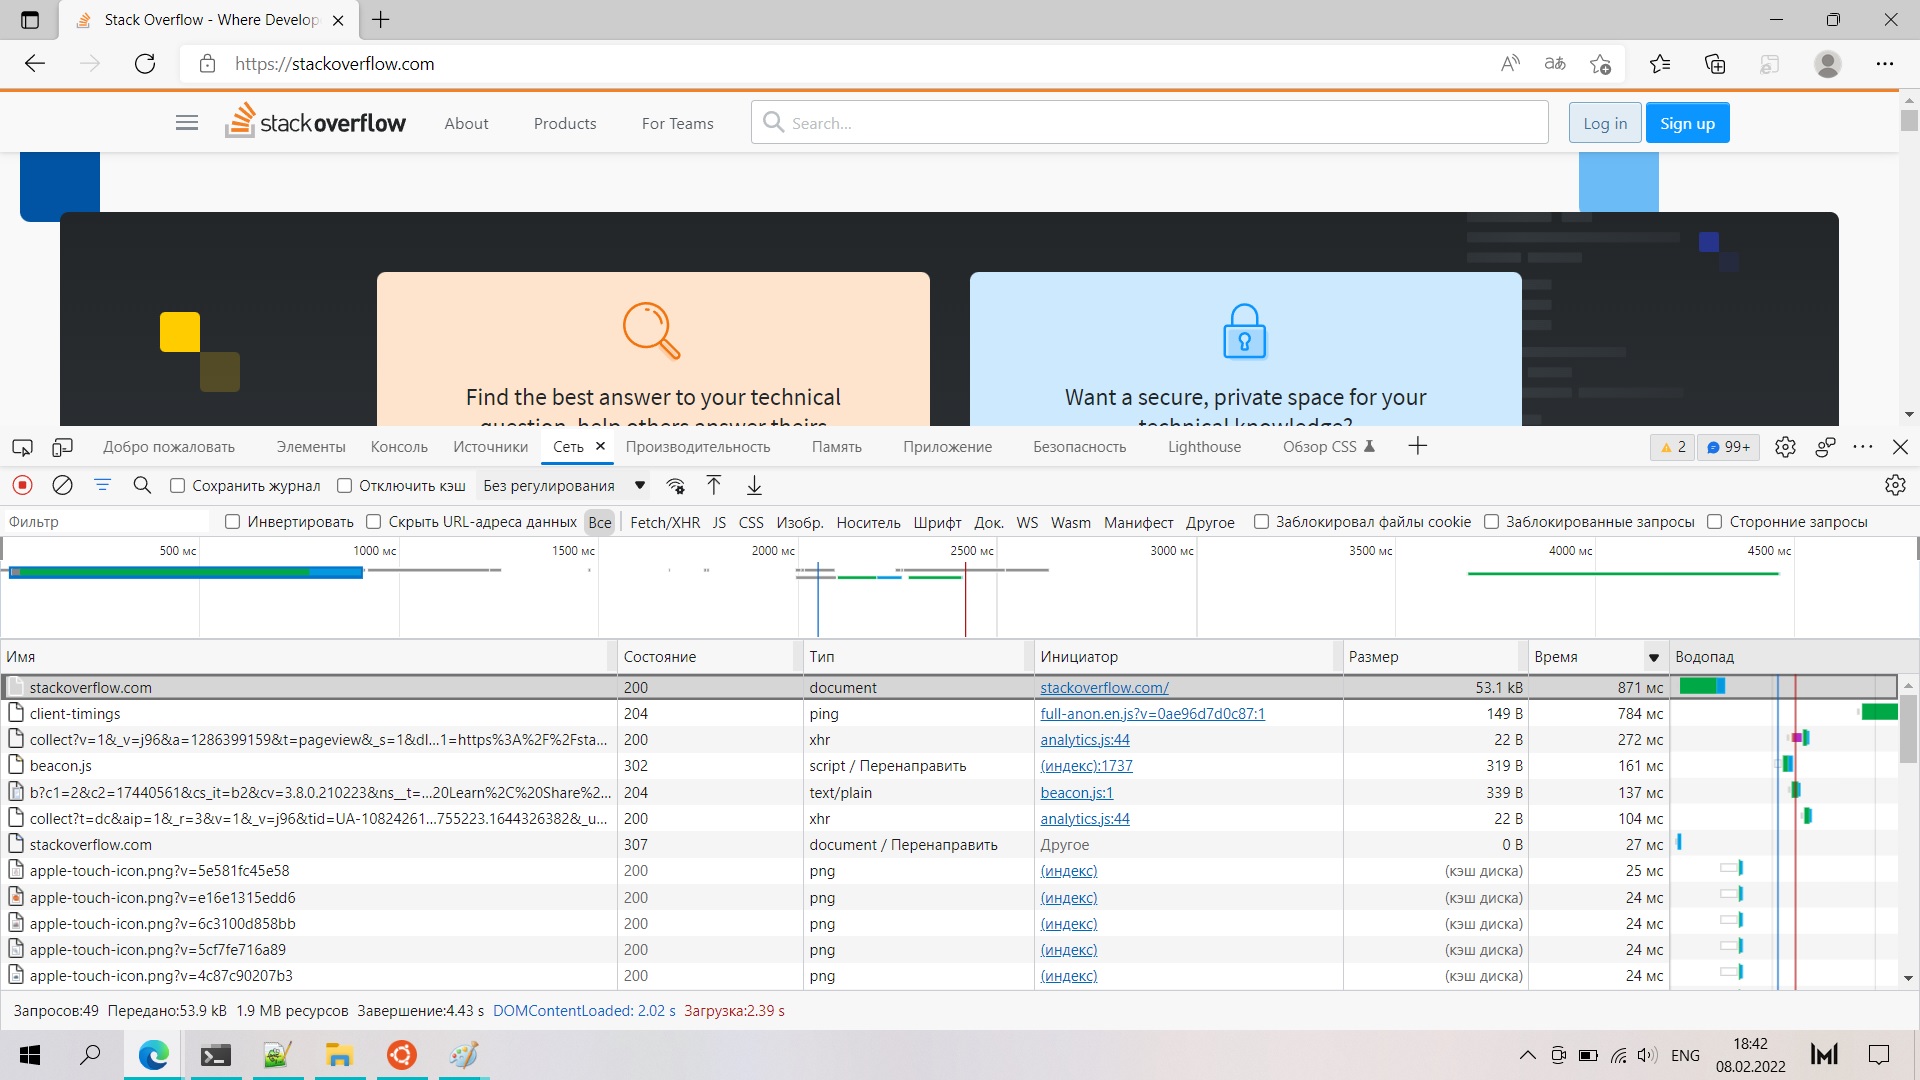 Stack Overflow - Where Develop
https://stackoverflow.com
stackoverflow
About
Products
For Teams
Search...
Log in
Sign up
Find the best answer to your technical
question, help others answer theirs
Want a secure, private space for your
technical knowledge?
Добро пожаловать Элементы Консоль Источники Сеть Производительность Память Приложение Безопасность Lighthouse Обзор CSS 2 99+
Сохранить журнал Отключить кэш Без регулирования
Фильтр Инвертировать Скрыть URL-адреса данных Все Fetch/XHR JS CSS Изобр. Носитель Шрифт Док. WS Wasm Манифест Другое Заблокировал файлы cookie Заблокированные запросы Сторонние запросы
500 мс 1000 мс 1500 мс 2000 мс 2500 мс 3000 мс 3500 мс 4000 мс 4500 мс
Имя Состояние Тип Инициатор Размер Время Водопад
stackoverflow.com 200 document stackoverflow.com/ 53.1 kB 871 мс
client-timings 204 ping full-anon.en.js?v=0ae96d7d0c87:1 149 B 784 мс
collect?v=1&_v=j96&a=1286399159&t=pageview&_s=1&dl...1=https%3A%2F%2Fsta... 200 xhr analytics.js:44 22 B 272 мс
beacon.js 302 script / Перенаправить (индекс):1737 319 B 161 мс
b?c1=2&c2=17440561&cs_it=b2&cv=3.8.0.210223&ns__t=...20Learn%2C%20Share%2... 204 text/plain beacon.js:1 339 B 137 мс
collect?t=dc&aip=1&_r=3&v=1&_v=j96&tid=UA-10824261...755223.1644326382&_u... 200 xhr analytics.js:44 22 B 104 мс
stackoverflow.com 307 document / Перенаправить Другое 0 B 27 мс
apple-touch-icon.png?v=5e581fc45e58 200 png (индекс) (кэш диска) 25 мс
apple-touch-icon.png?v=e16e1315edd6 200 png (индекс) (кэш диска) 24 мс
apple-touch-icon.png?v=6c3100d858bb 200 png (индекс) (кэш диска) 24 мс
apple-touch-icon.png?v=5cf7fe716a89 200 png (индекс) (кэш диска) 24 мс
apple-touch-icon.png?v=4c87c90207b3 200 png (индекс) (кэш диска) 24 мс
Запросов:49 Передано:53.9 kB 1.9 MB ресурсов Завершение:4.43 s DOMContentLoaded: 2.02 s Загрузка:2.39 s
ENG
18:42
08.02.2022